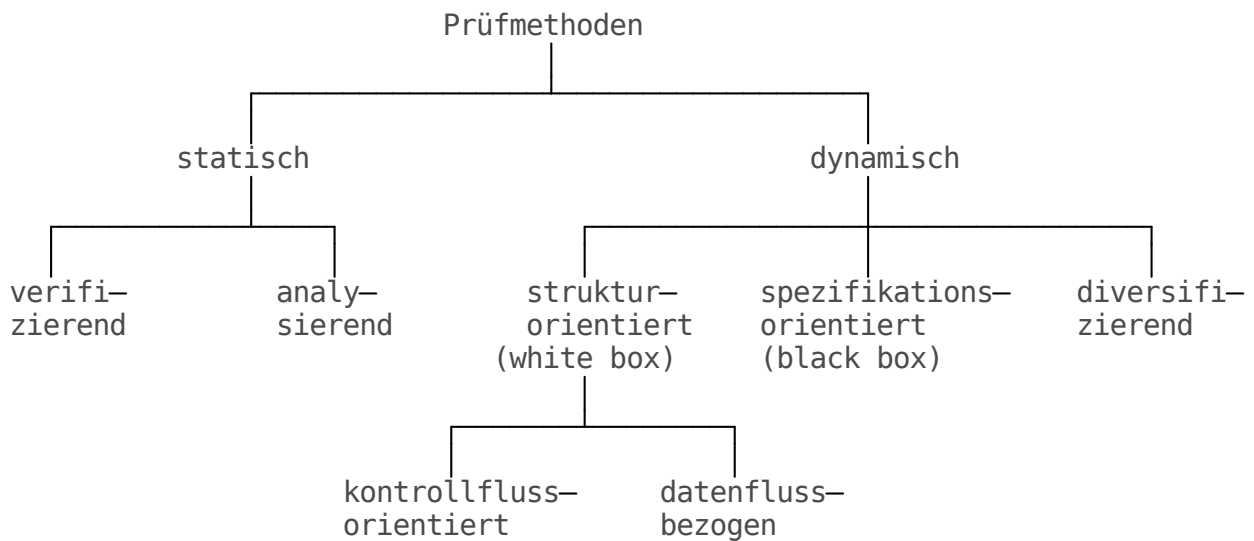 Prüfmethoden
statisch
dynamisch
verifi–
zierend
analy–
sierend
struktur–
orientiert
(white box)
spezifikations–
orientiert
(black box)
diversifi–
zierend
kontrollfluss–
orientiert
datenfluss–
bezogen